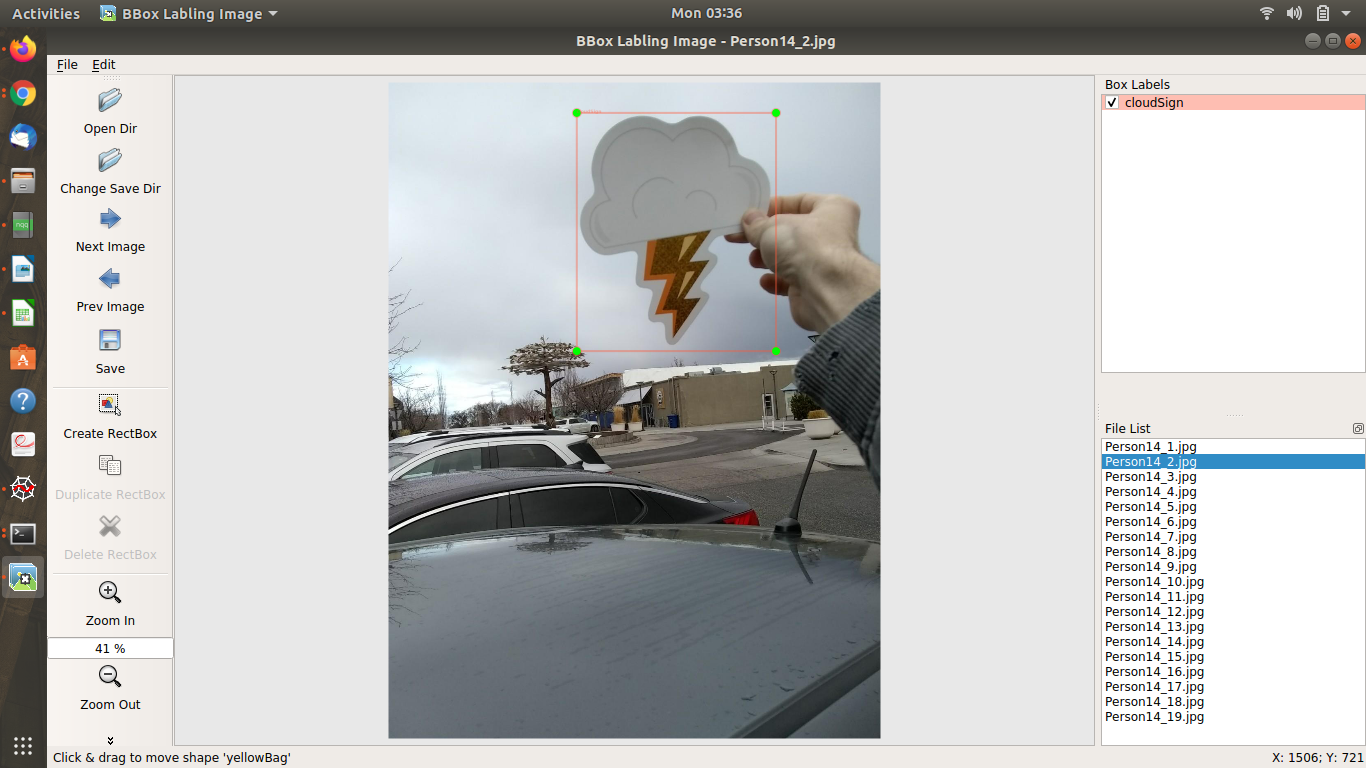 Activities
BBox Labling Image
Mon 03:36
BBox Labling Image - Person14_2.jpg
File Edit
Open Dir
Change Save Dir
Next Image
Prev Image
Save
Create RectBox
Duplicate RectBox
Delete RectBox
Zoom In
41 %
Zoom Out
Box Labels
cloudSign
File List
Person14_1.jpg
Person14_2.jpg
Person14_3.jpg
Person14_4.jpg
Person14_5.jpg
Person14_6.jpg
Person14_7.jpg
Person14_8.jpg
Person14_9.jpg
Person14_10.jpg
Person14_11.jpg
Person14_12.jpg
Person14_13.jpg
Person14_14.jpg
Person14_15.jpg
Person14_16.jpg
Person14_17.jpg
Person14_18.jpg
Person14_19.jpg
Click & drag to move shape 'yellowBag'
X: 1506; Y: 721